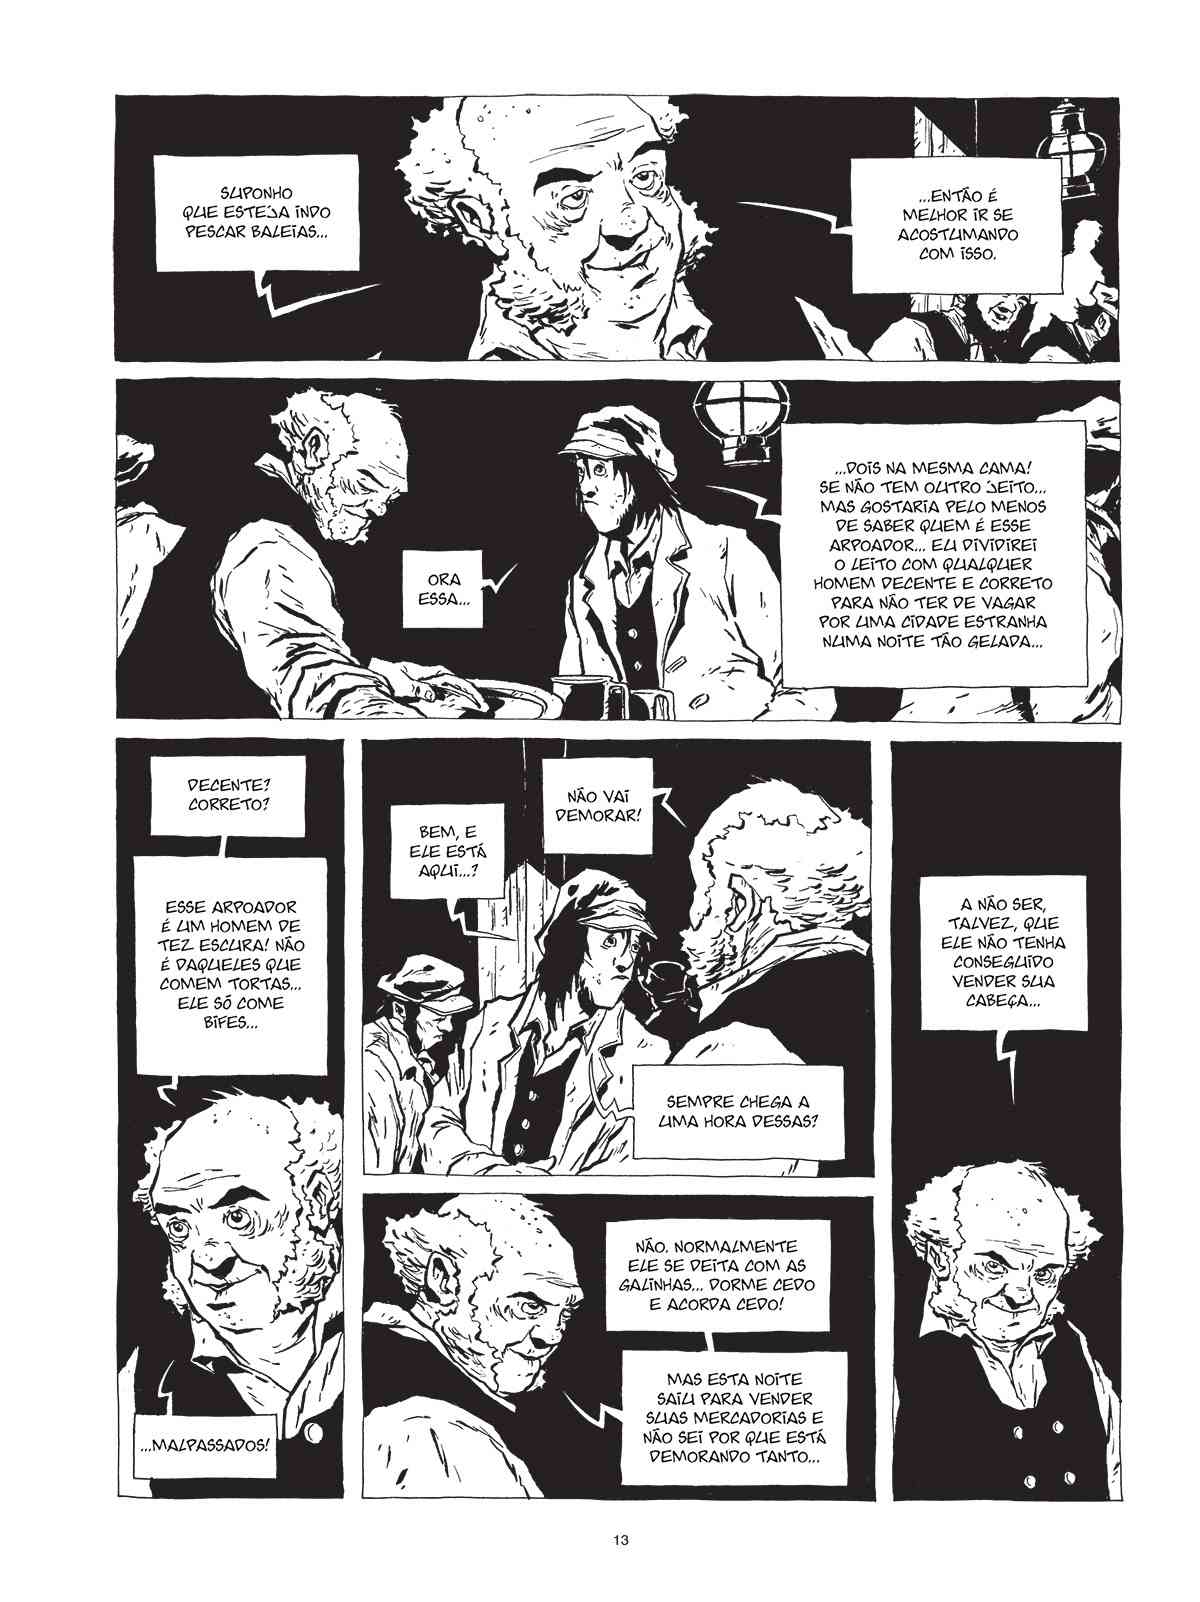 SUPONHO
QUE ESTEJA INDO
PESCAR BALEIAS...
...ENTÃO É
MELHOR IR SE
ACOSTUMANDO
COM ISSO.
ORA
ESSA...
...DOIS NA MESMA CAMA!
SE NÃO TEM OUTRO JEITO...
MAS GOSTARIA PELO MENOS
DE SABER QUEM É ESSE
ARPOADOR... EU DIVIDIREI
O LEITO COM QUALQUER
HOMEM DECENTE E CORRETO
PARA NÃO TER DE VAGAR
POR UMA CIDADE ESTRANHA
NUMA NOITE TÃO GELADA...
DECENTE?
CORRETO?
ESSE ARPOADOR
É UM HOMEM DE
TEZ ESCURA! NÃO
É DAQUELES QUE
COMEM TORTAS...
ELE SÓ COME
BIFES...
...MALPASSADOS!
BEM, E
ELE ESTÁ
AQUI...?
NÃO VAI
DEMORAR!
SEMPRE CHEGA A
UMA HORA DESSAS?
NÃO. NORMALMENTE
ELE SE DEITA COM AS
GALINHAS... DORME CEDO
E ACORDA CEDO!
MAS ESTA NOITE
SAIU PARA VENDER
SUAS MERCADORIAS E
NÃO SEI POR QUE ESTÁ
DEMORANDO TANTO...
A NÃO SER,
TALVEZ, QUE
ELE NÃO TENHA
CONSEGUIDO
VENDER SUA
CABEÇA...
13